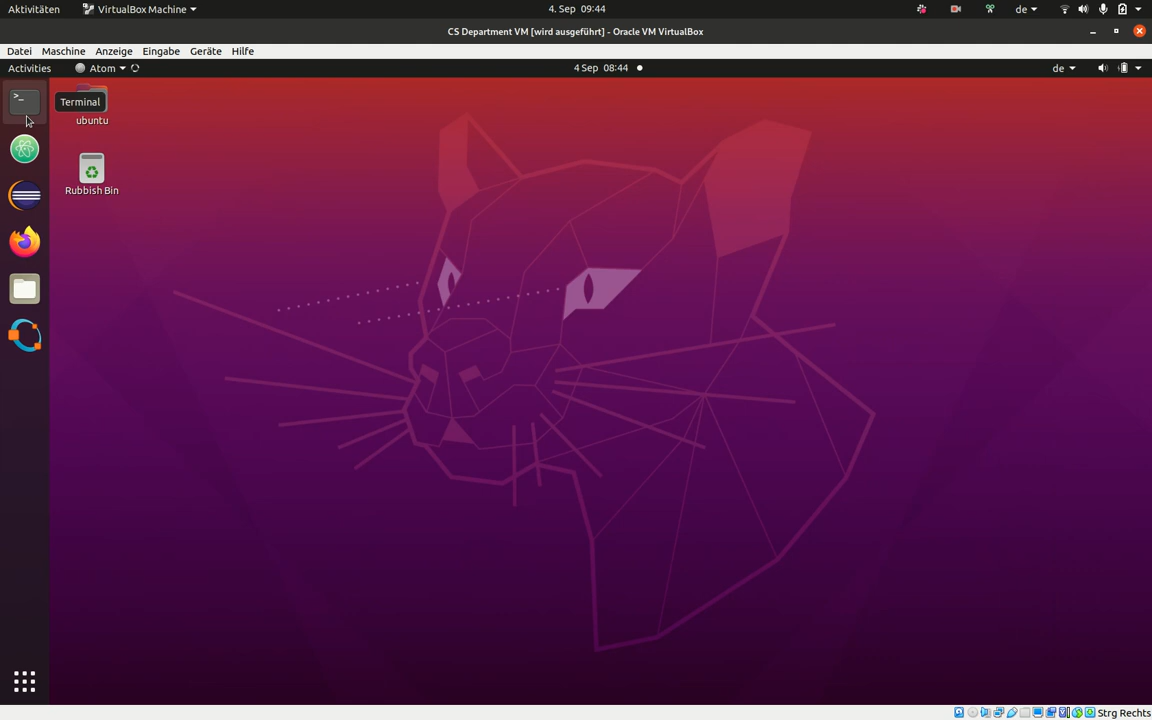 Aktivitäten VirtualBox Machine 4. Sep 09:44 de
CS Department VM [wird ausgeführt] - Oracle VM VirtualBox
Datei Maschine Anzeige Eingabe Geräte Hilfe
Activities Atom 4 Sep 08:44 de
>_ Terminal
ubuntu
Rubbish Bin
Strg Rechts